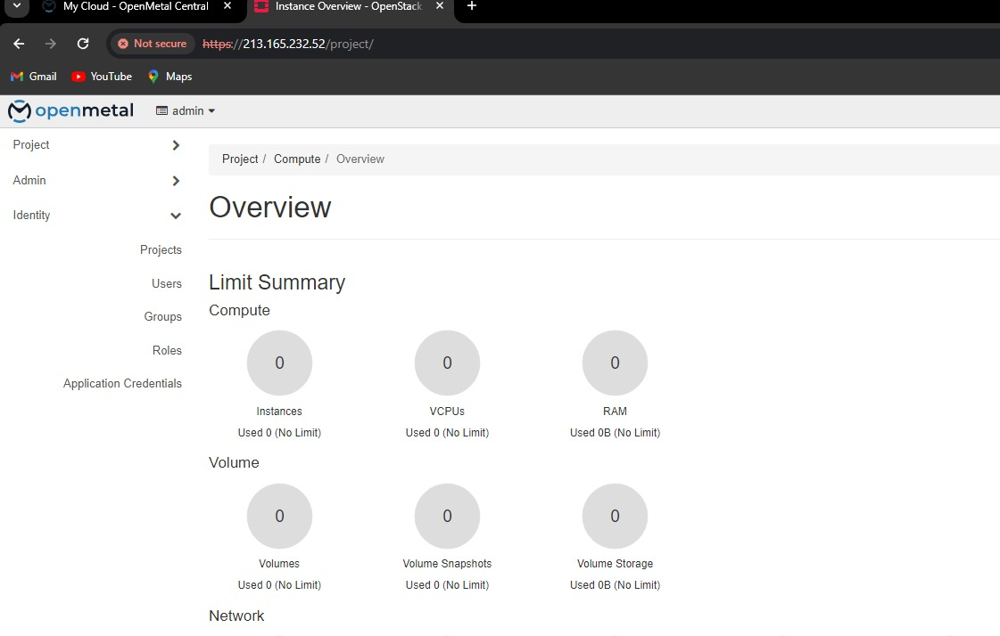 My Cloud - OpenMetal Central
Instance Overview - OpenStack
Not secure
https://213.165.232.52/project/
Gmail
YouTube
Maps
openmetal
admin
Project
Admin
Identity
Projects
Users
Groups
Roles
Application Credentials
Project / Compute / Overview
Overview
Limit Summary
Compute
0 0 0
Instances VCPUs RAM
Used 0 (No Limit) Used 0 (No Limit) Used 0B (No Limit)
Volume
0 0 0
Volumes Volume Snapshots Volume Storage
Used 0 (No Limit) Used 0 (No Limit) Used 0B (No Limit)
Network